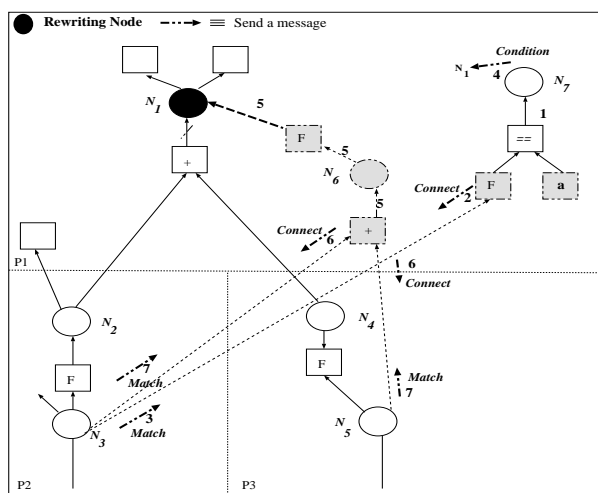 Rewriting Node ≡ Send a message
Condition
N1
4
N7
N1
5
1
F
5
==
+
N6
Connect
F
a
2
5
Connect
+
6
6
P1
Connect
N2
N4
F
7
Match
F
Match
7
3
Match
N3
N5
P2
P3